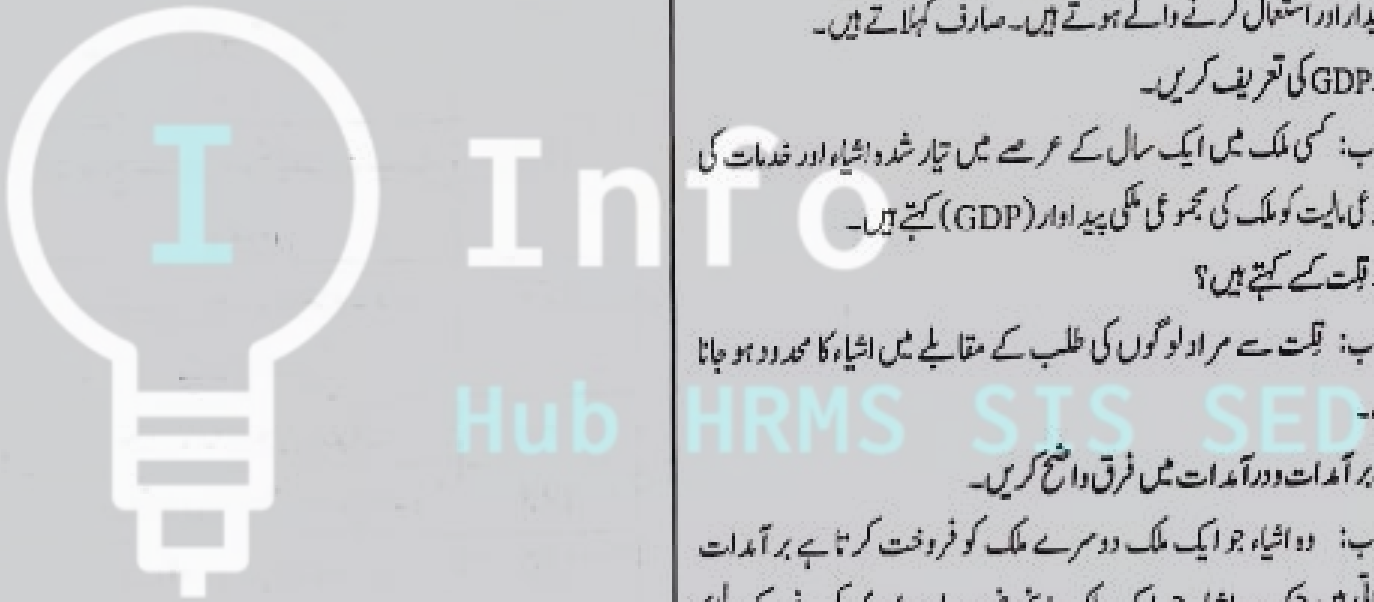 I Info
Hub HRMS SIS SED
استعمال کرنے والے ہوتے ہیں۔ صارف کہلاتے ہیں۔
GDP کی تعریف کریں۔
ب: کسی ملک میں ایک سال کے عرصے میں تیار شدہ اشیاء اور خدمات کی
مالیت کو ملک کی مجموعی ملکی پیداوار (GDP) کہتے ہیں۔
قلت کسے کہتے ہیں؟
ب: قلت سے مراد لوگوں کی طلب کے مقابلے میں اشیاء کا محدود ہو جانا
۔
برآمدات و درآمدات میں فرق واضح کریں۔
ب: وہ اشیاء جو ایک ملک دوسرے ملک کو فروخت کرتا ہے برآمدات